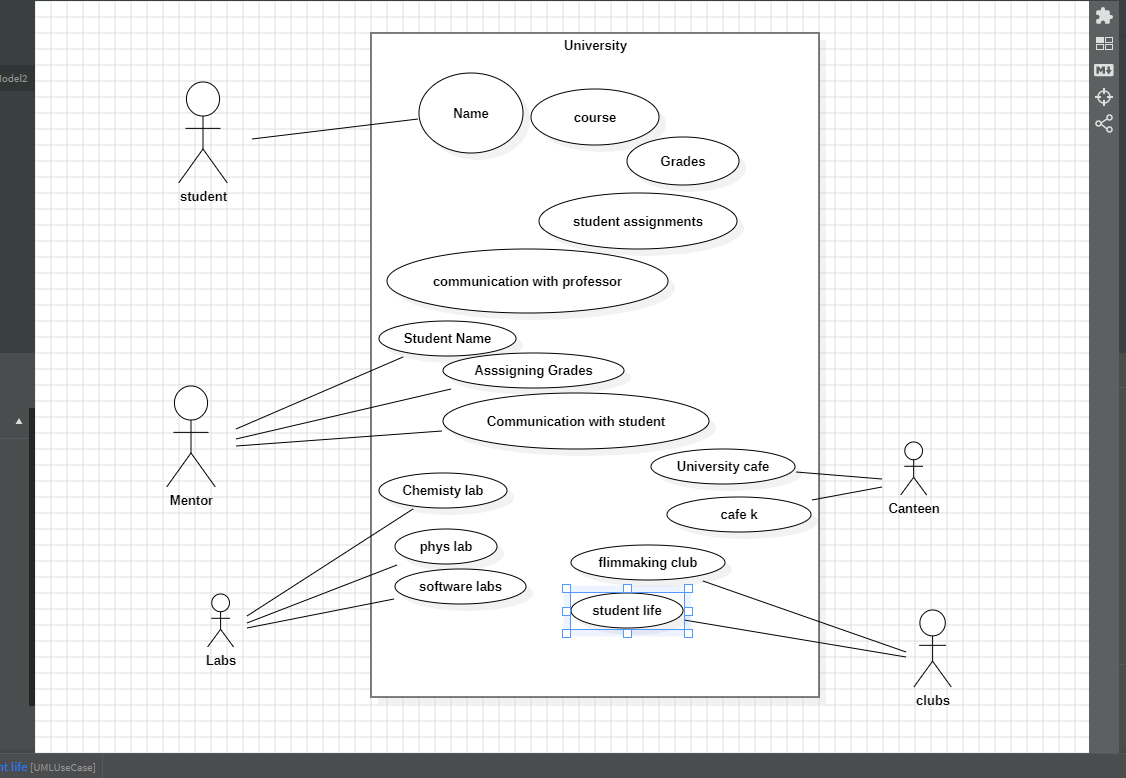 University
Name
course
Grades
student assignments
student
communication with professor
Student Name
Asssigning Grades
Communication with student
Mentor
University cafe
cafe k
Canteen
Chemisty lab
phys lab
software labs
Labs
flimmaking club
student life
clubs
odel2
nt life [UMLUseCase]
M